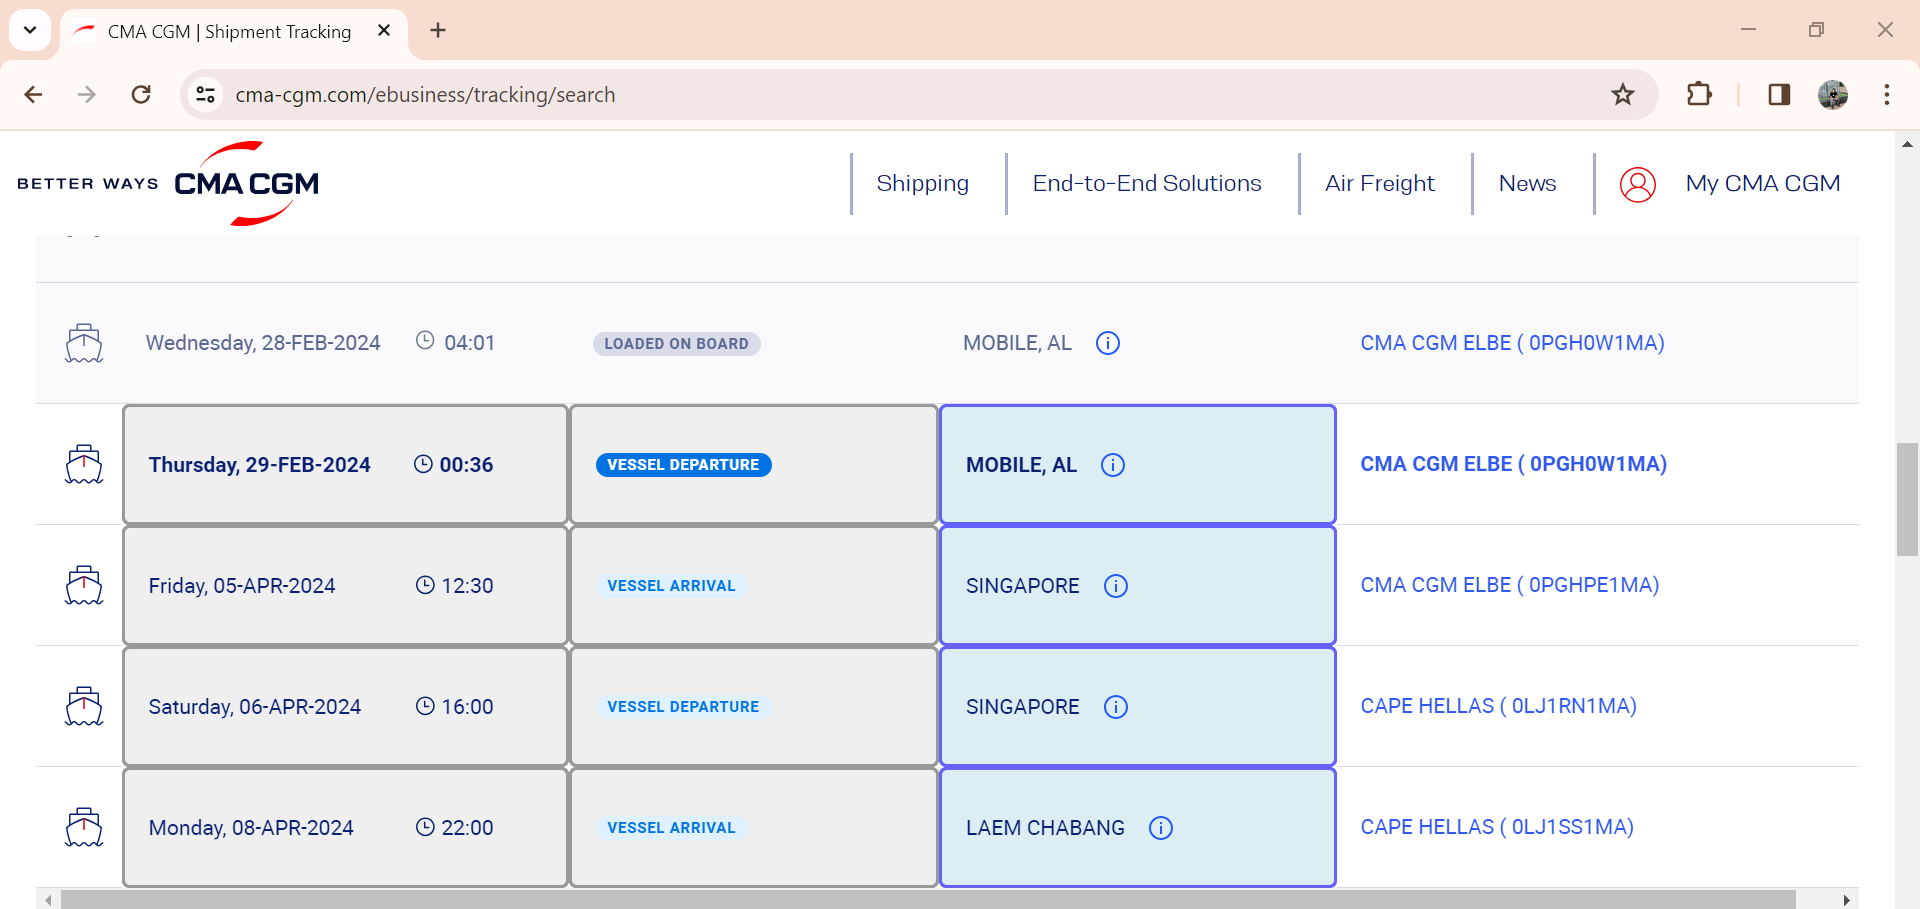 CMA CGM | Shipment Tracking
cma-cgm.com/ebusiness/tracking/search
BETTER WAYS CMA CGM
Shipping
End-to-End Solutions
Air Freight
News
My CMA CGM
Wednesday, 28-FEB-2024 04:01 LOADED ON BOARD MOBILE, AL CMA CGM ELBE ( 0PGH0W1MA)
Thursday, 29-FEB-2024 00:36 VESSEL DEPARTURE MOBILE, AL CMA CGM ELBE ( 0PGH0W1MA)
Friday, 05-APR-2024 12:30 VESSEL ARRIVAL SINGAPORE CMA CGM ELBE ( 0PGHPE1MA)
Saturday, 06-APR-2024 16:00 VESSEL DEPARTURE SINGAPORE CAPE HELLAS ( 0LJ1RN1MA)
Monday, 08-APR-2024 22:00 VESSEL ARRIVAL LAEM CHABANG CAPE HELLAS ( 0LJ1SS1MA)